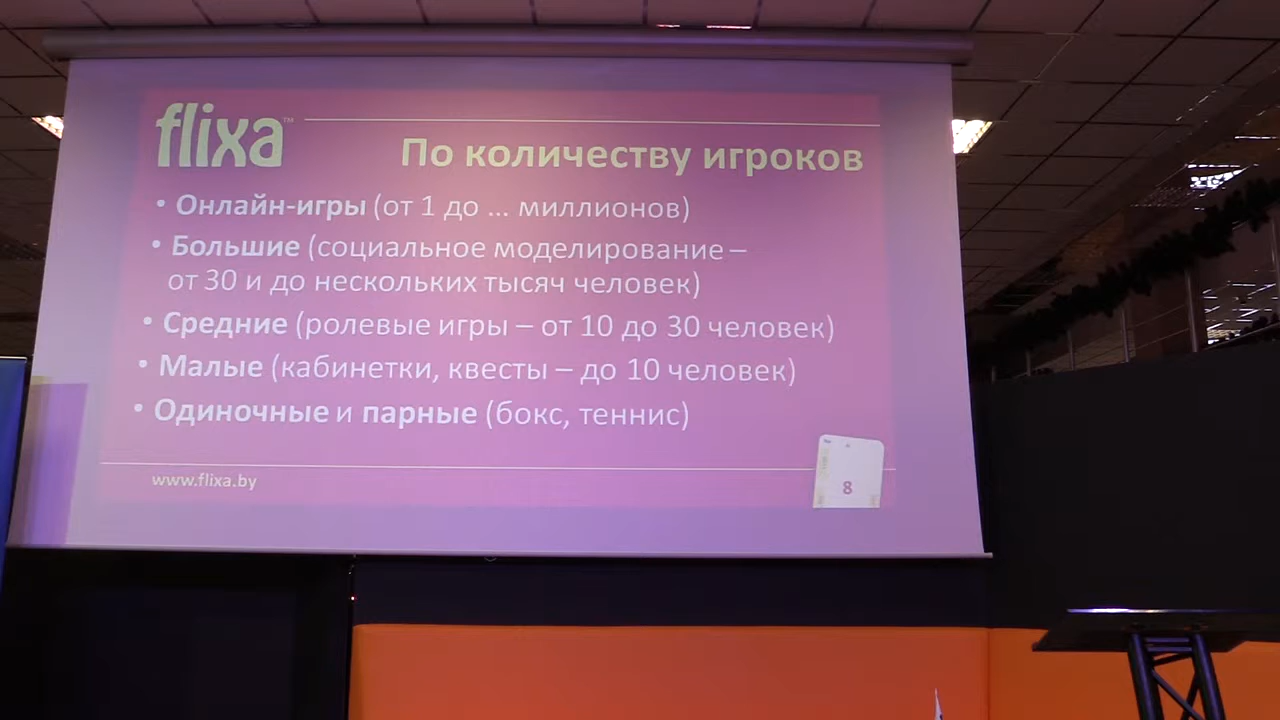 flixa™
По количеству игроков
• Онлайн-игры (от 1 до ... миллионов)
• Большие (социальное моделирование –
от 30 и до нескольких тысяч человек)
• Средние (ролевые игры – от 10 до 30 человек)
• Малые (кабинетки, квесты – до 10 человек)
• Одиночные и парные (бокс, теннис)
www.flixa.by
8